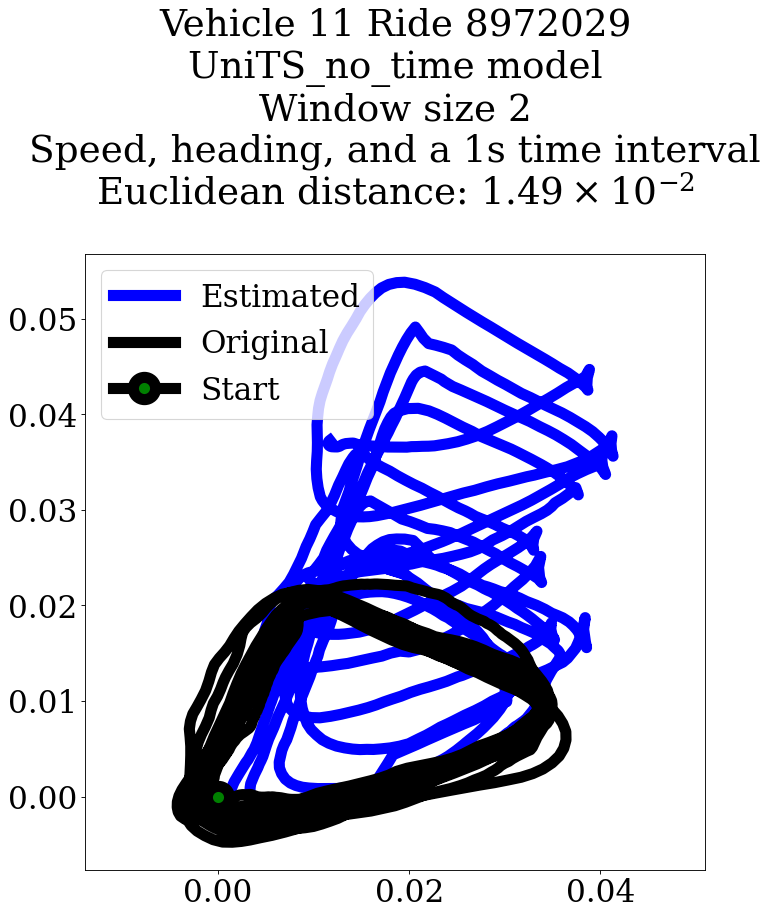 Vehicle 11 Ride 8972029
UniTS_no_time model
Window size 2
Speed, heading, and a 1s time interval
Euclidean distance: 1.49 × 10⁻²
Estimated
Original
Start
0.05
0.04
0.03
0.02
0.01
0.00
0.00 0.02 0.04